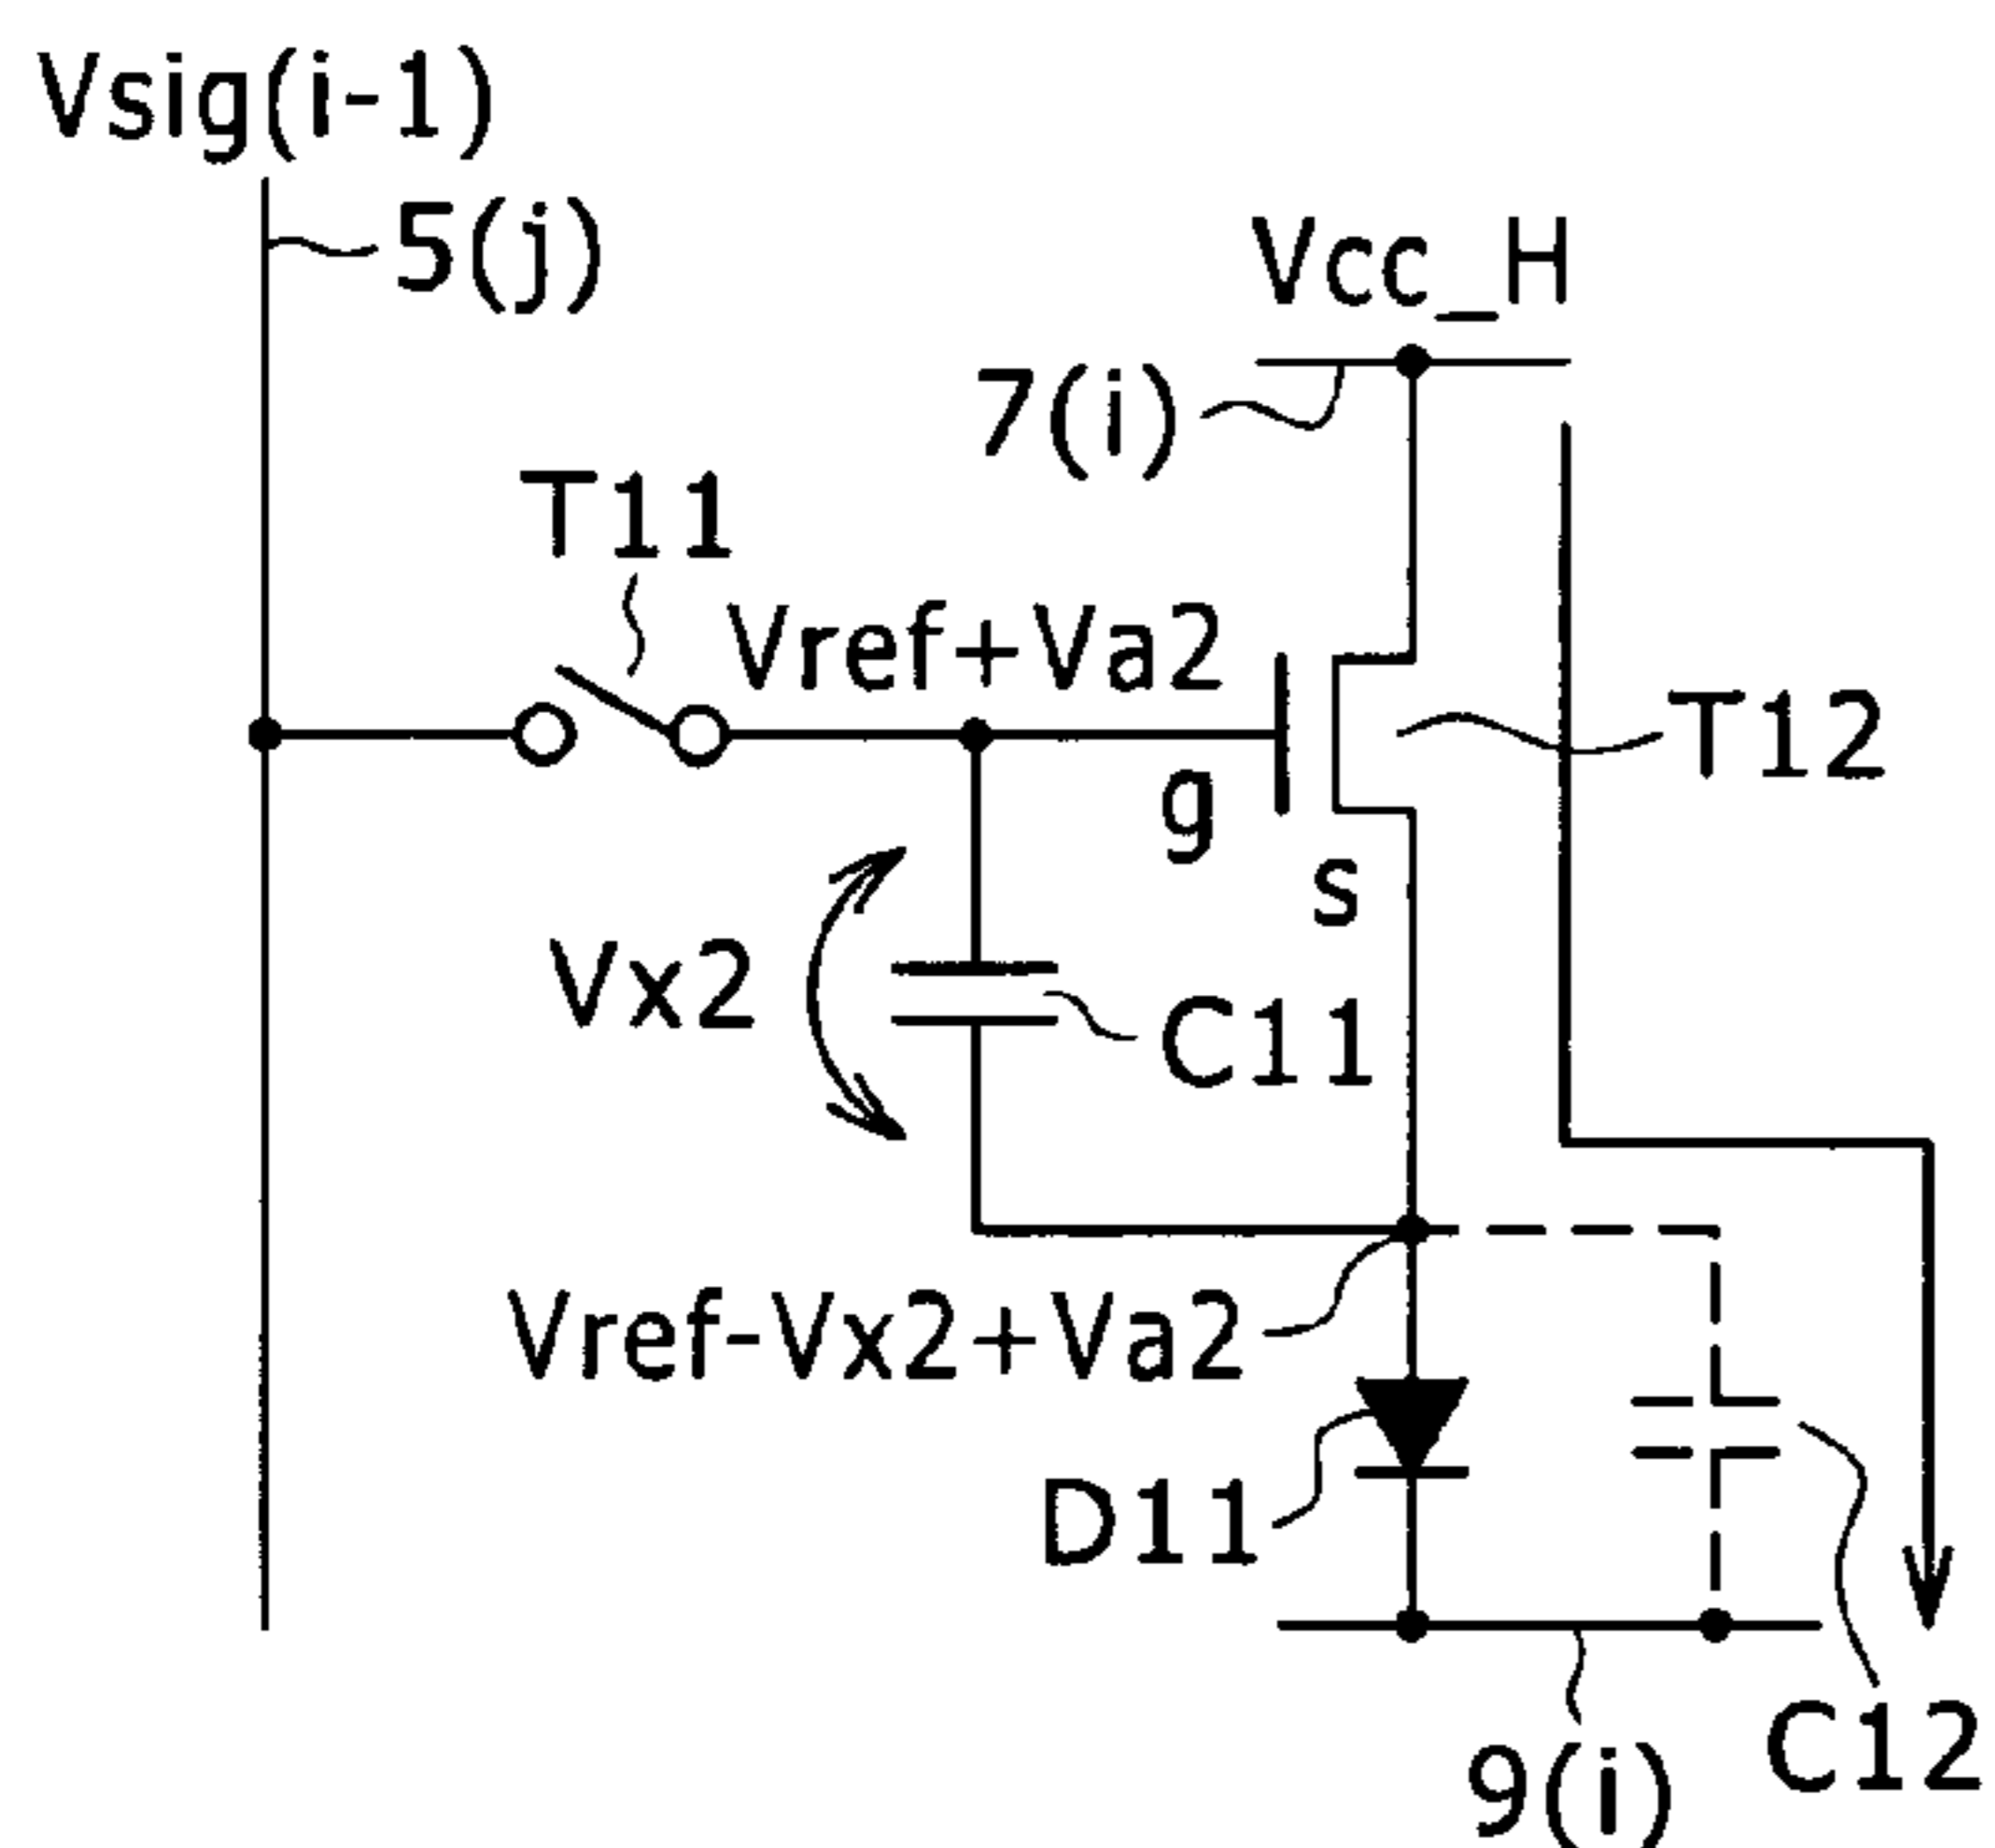 Vsig(i-1)
5(j)
Vcc_H
7(i)
T11
Vref+Va2
T12
g
s
Vx2
C11
Vref-Vx2+Va2
D11
C12
9(i)